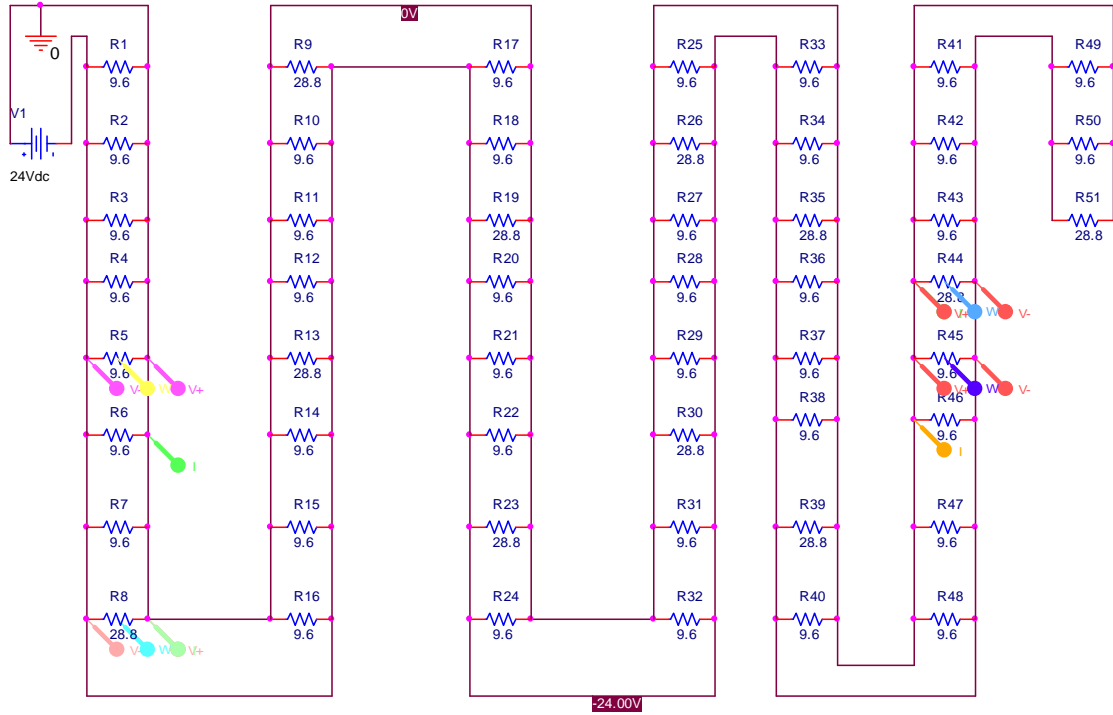 0V
R1 R9 R17 R25 R33 R41 R49
0
9.6 28.8 9.6 9.6 9.6 9.6 9.6
V1
R2 R10 R18 R26 R34 R42 R50
+ -
9.6 9.6 9.6 28.8 9.6 9.6 9.6
24Vdc
R3 R11 R19 R27 R35 R43 R51
9.6 9.6 28.8 9.6 28.8 9.6 28.8
R4 R12 R20 R28 R36 R44
9.6 9.6 9.6 9.6 9.6 28.8
V+ W V-
R5 R13 R21 R29 R37 R45
9.6 28.8 9.6 9.6 9.6 9.6
V- W V+ V+ W V-
R6 R14 R22 R30 R38 R46
9.6 9.6 9.6 28.8 9.6 9.6
I I
R7 R15 R23 R31 R39 R47
9.6 9.6 28.8 9.6 28.8 9.6
R8 R16 R24 R32 R40 R48
28.8 9.6 9.6 9.6 9.6 9.6
V- W V+
-24.00V